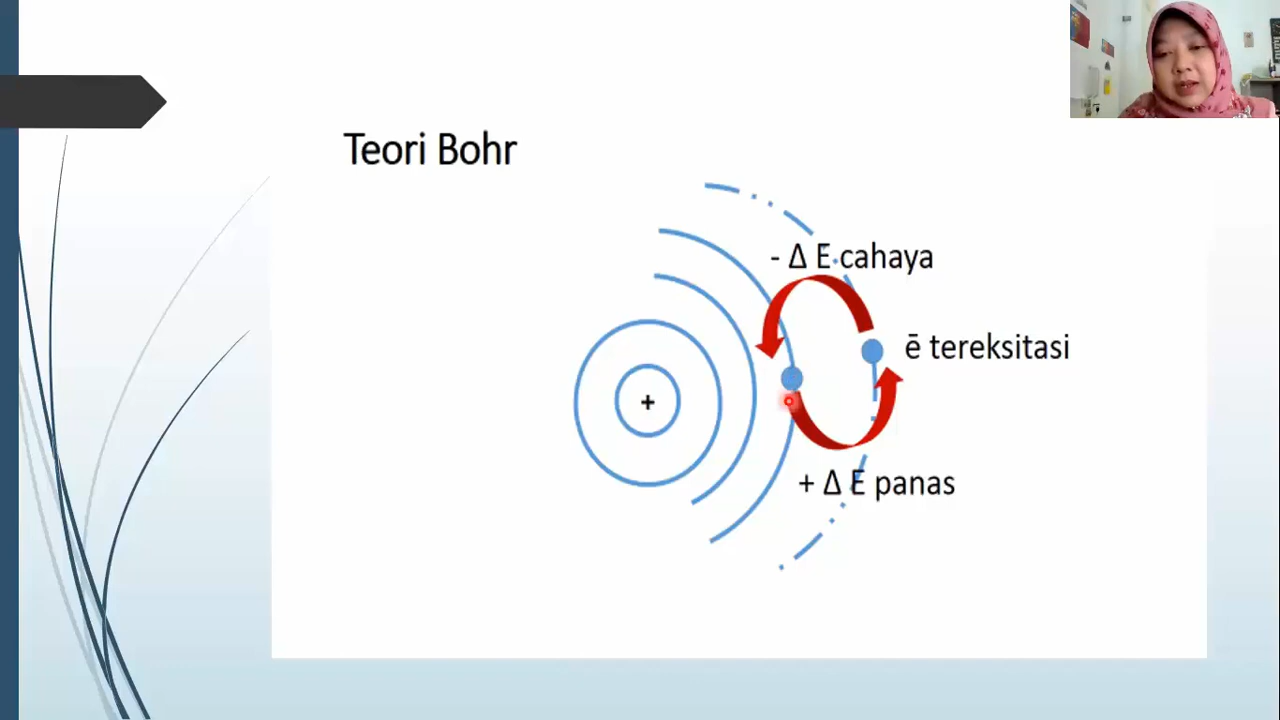 Teori Bohr
- Δ E cahaya
ē tereksitasi
+
+ Δ E panas